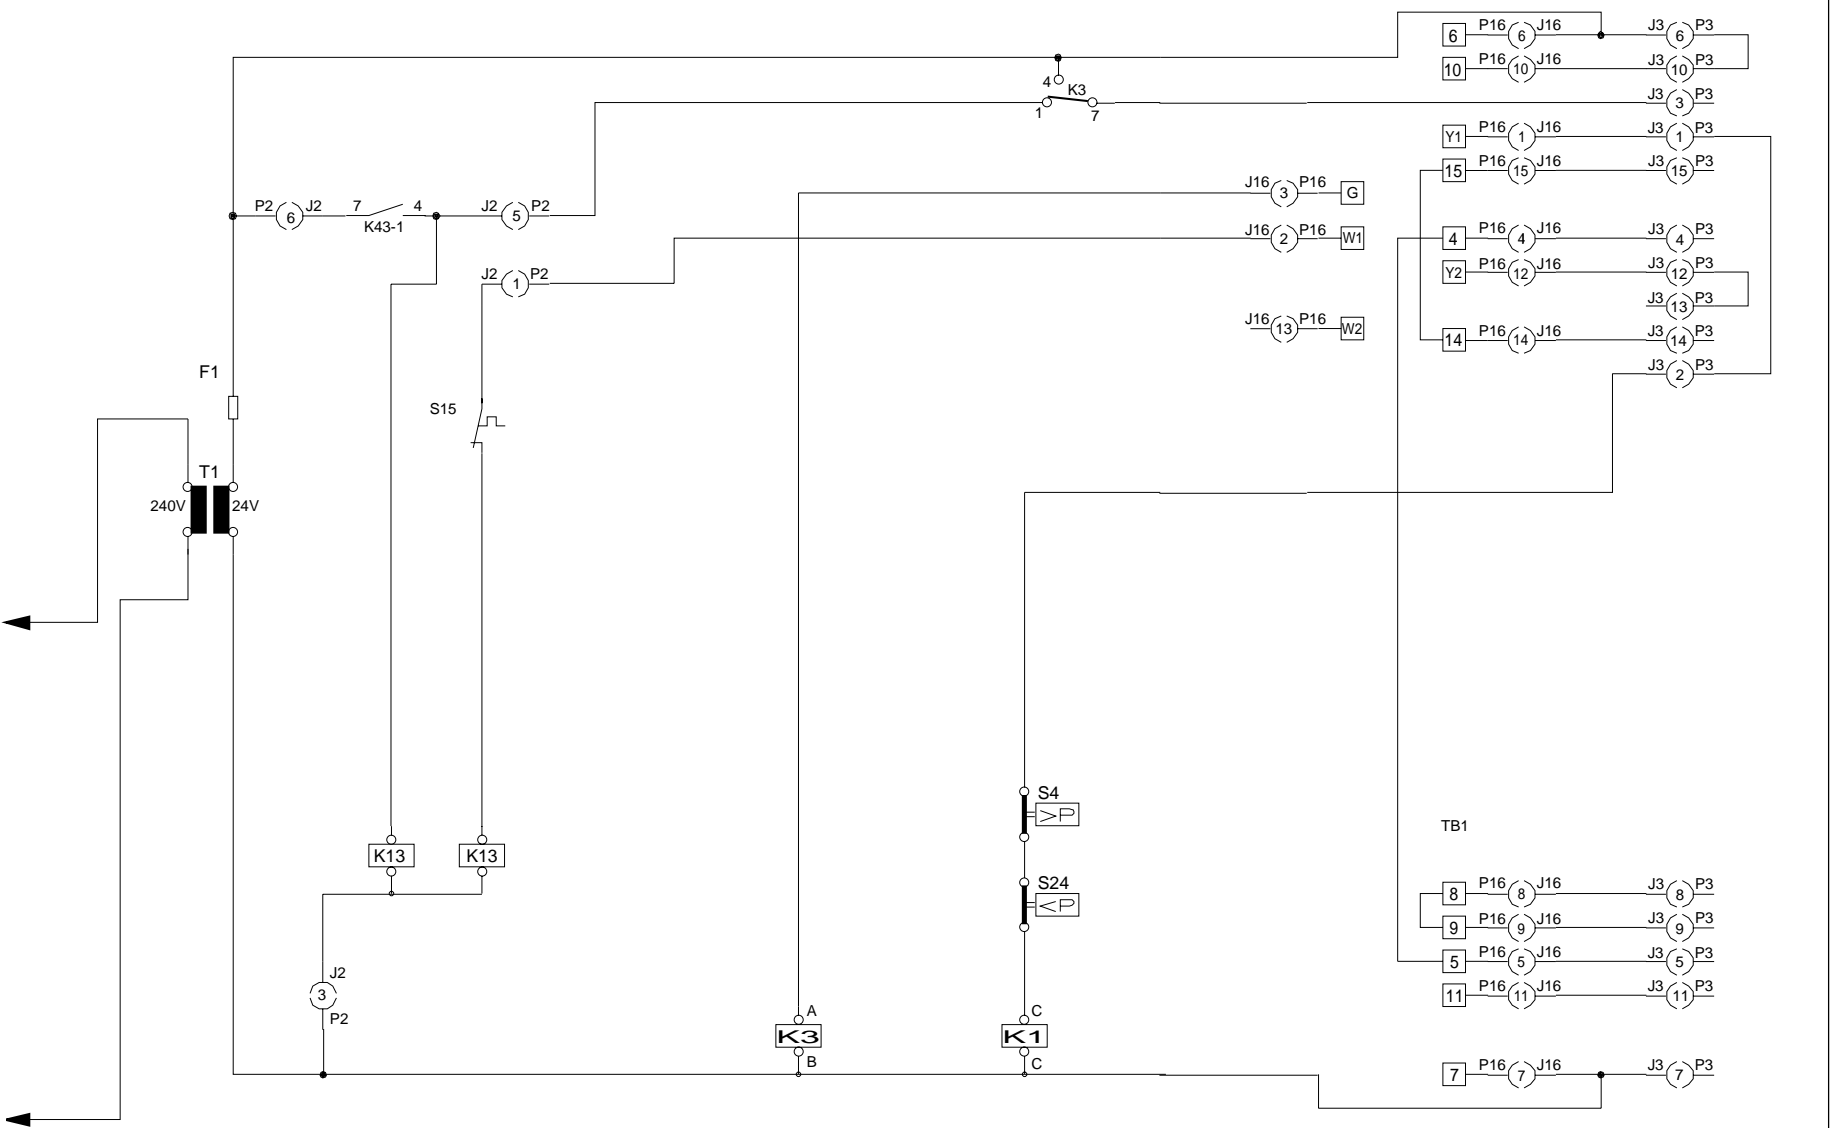 6 P16 6 J16 J3 6 P3
10 P16 10 J16 J3 10 P3
4 K3
1 7
J3 3 P3
Y1 P16 1 J16 J3 1 P3
15 P16 15 J16 J3 15 P3
J16 3 P16 G
P2 6 J2 7 4 J2 5 P2
K43-1
J16 2 P16 W1
4 P16 4 J16 J3 4 P3
J2 1 P2
Y2 P16 12 J16 J3 12 P3
J3 13 P3
J16 13 P16 W2
14 P16 14 J16 J3 14 P3
J3 2 P3
F1
S15
T1
240V 24V
S4
>P
TB1
K13 K13
S24
<P
8 P16 8 J16 J3 8 P3
9 P16 9 J16 J3 9 P3
5 P16 5 J16 J3 5 P3
J2
3
P2
11 P16 11 J16 J3 11 P3
A C
K3 K1
B C
7 P16 7 J16 J3 7 P3